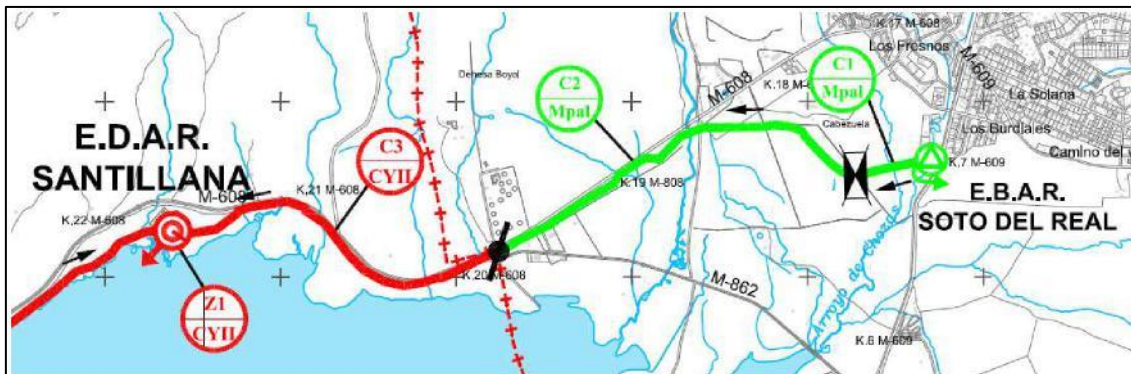 K.17 M-608
Los Fresnos
M-609
La Solana
Los Burdiales
Camino del
K.7 M-609
E.B.A.R.
SOTO DEL REAL
C1
Mpal
K.18 M-6
Cabezuela
M-608
C2
Mpal
Dehesa Boyal
K.19 M-608
C3
CYII
E.D.A.R.
SANTILLANA
M-608
K,21 M-608
K,22 M-608
K.20 M-608
Z1
CYII
M-862
Arroyo de Chozas
K.8 M-609